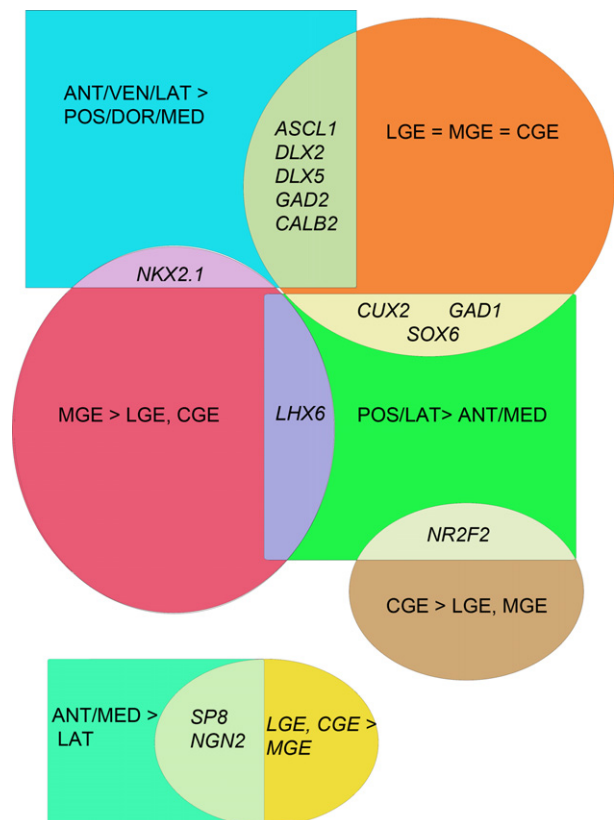 ANT/VEN/LAT >
POS/DOR/MED
ASCL1
DLX2
DLX5
GAD2
CALB2
LGE = MGE = CGE
NKX2.1
CUX2 GAD1
SOX6
MGE > LGE, CGE
LHX6
POS/LAT> ANT/MED
NR2F2
CGE > LGE, MGE
ANT/MED >
LAT
SP8
NGN2
LGE, CGE >
MGE